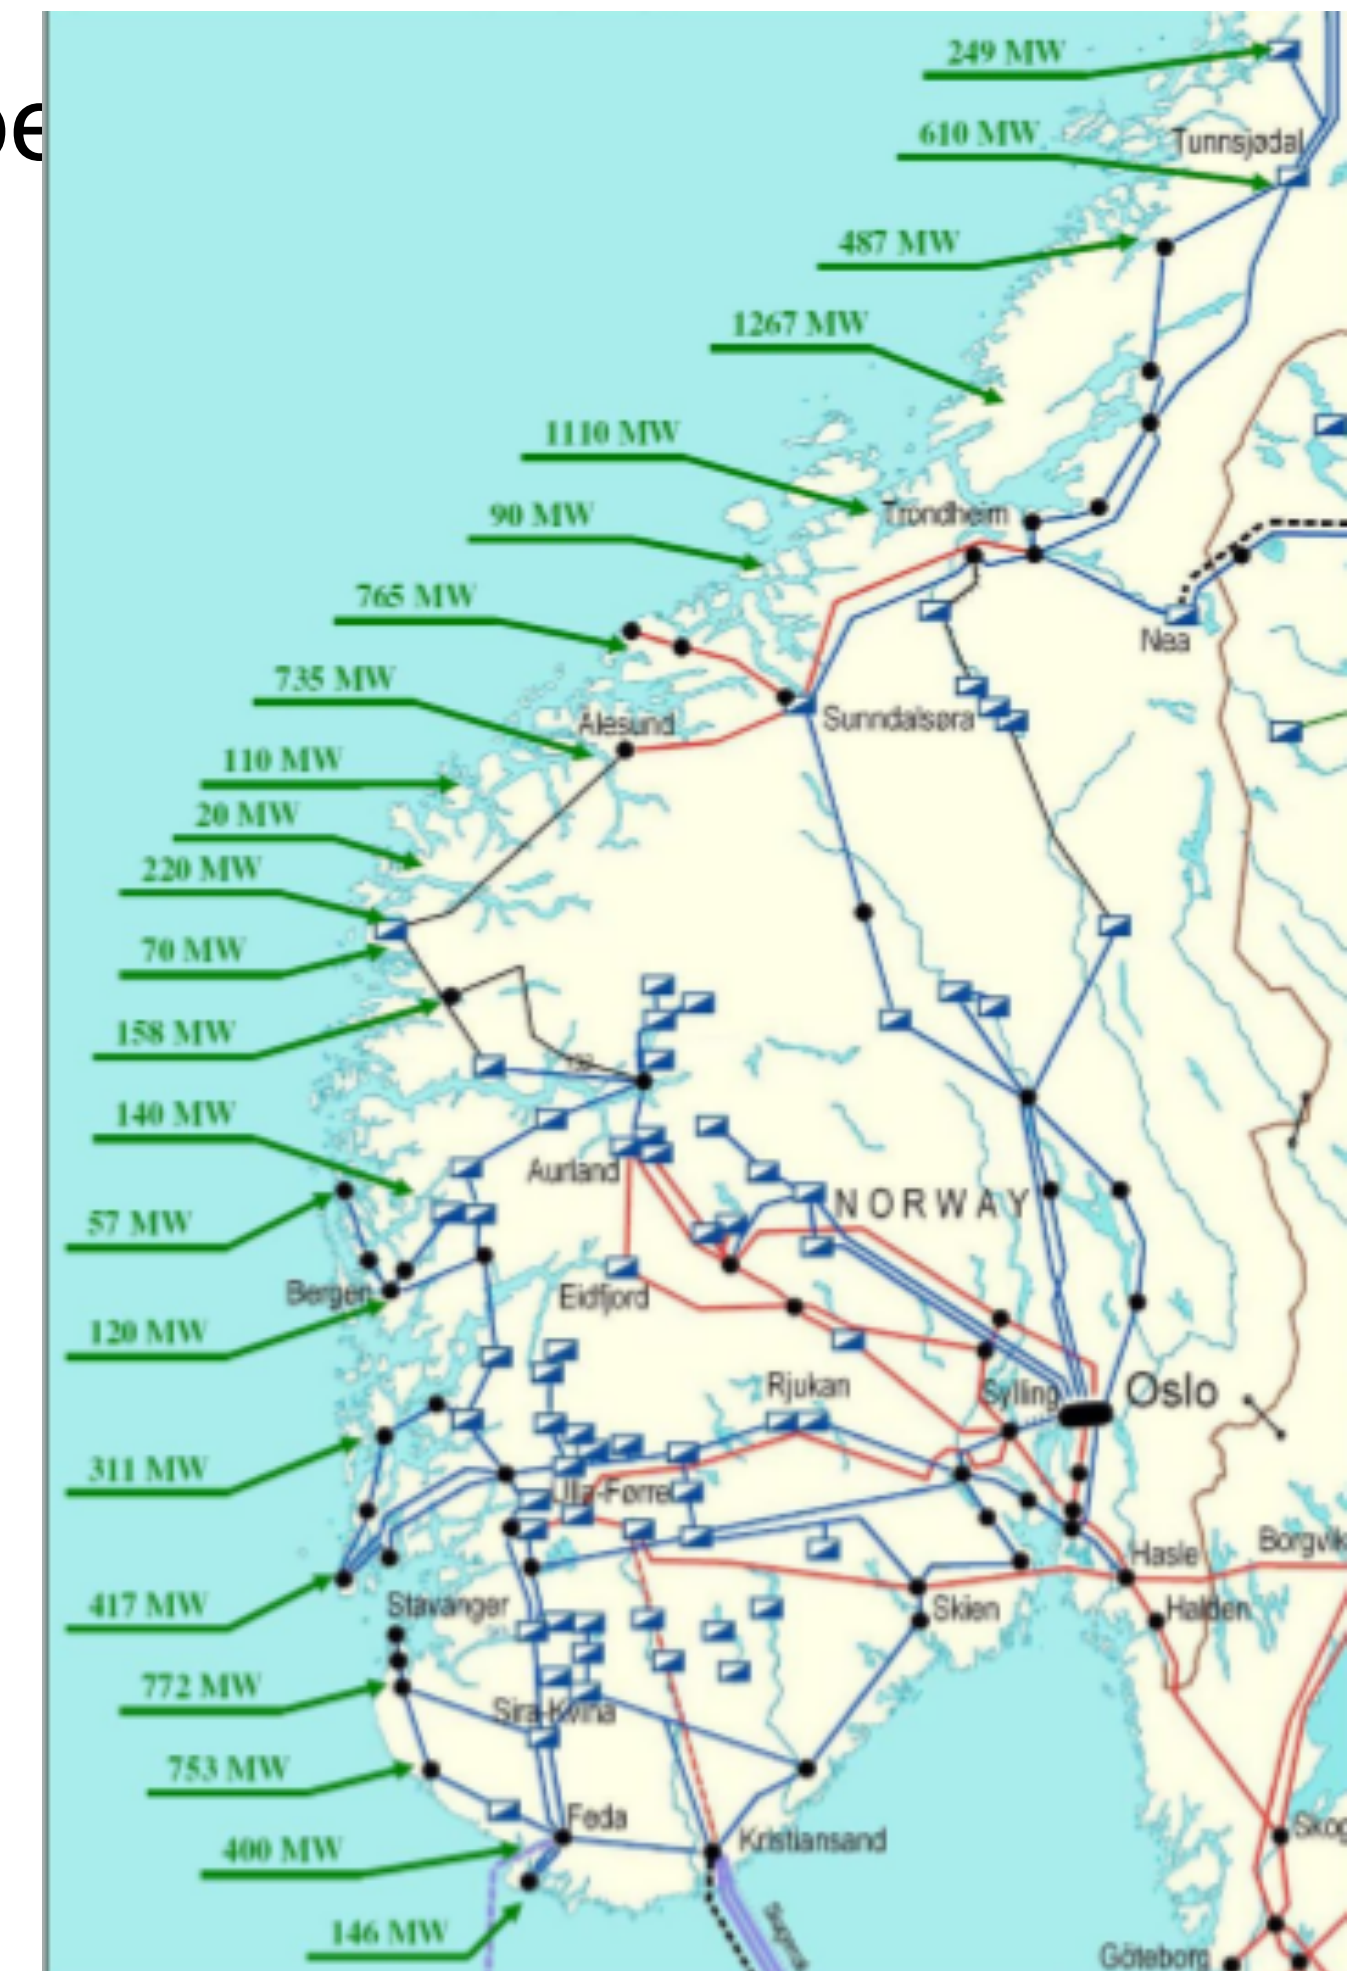 249 MW
pe
Tunnsjødal
610 MW
487 MW
1267 MW
1110 MW
Trondheim
90 MW
765 MW
Nea
735 MW
Ålesund
Sunndalsøra
110 MW
20 MW
220 MW
70 MW
158 MW
140 MW
Aurland
NORWAY
57 MW
Bergen
Eidfjord
120 MW
Rjukan
Sylling
Oslo
311 MW
Ulla-Førre
Hasle
Borgvik
417 MW
Stavanger
Skien
Halden
772 MW
Sira-Kvina
753 MW
Feda
Skog
400 MW
Kristiansand
146 MW
Göteborg